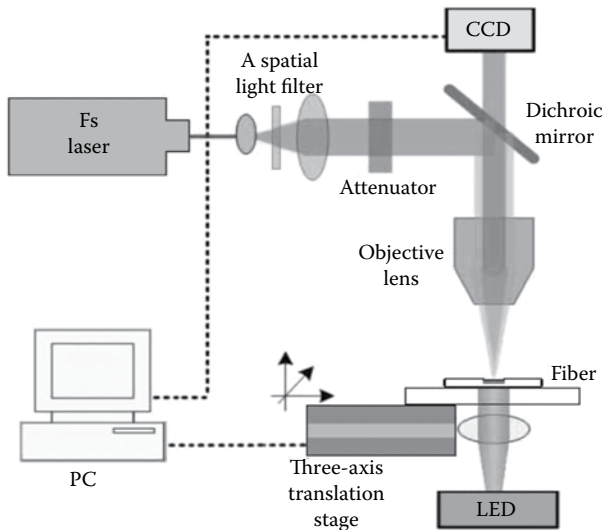 CCD
A spatial
light filter
Fs
laser
Dichroic
mirror
Attenuator
Objective
lens
Fiber
PC
Three-axis
translation
stage
LED